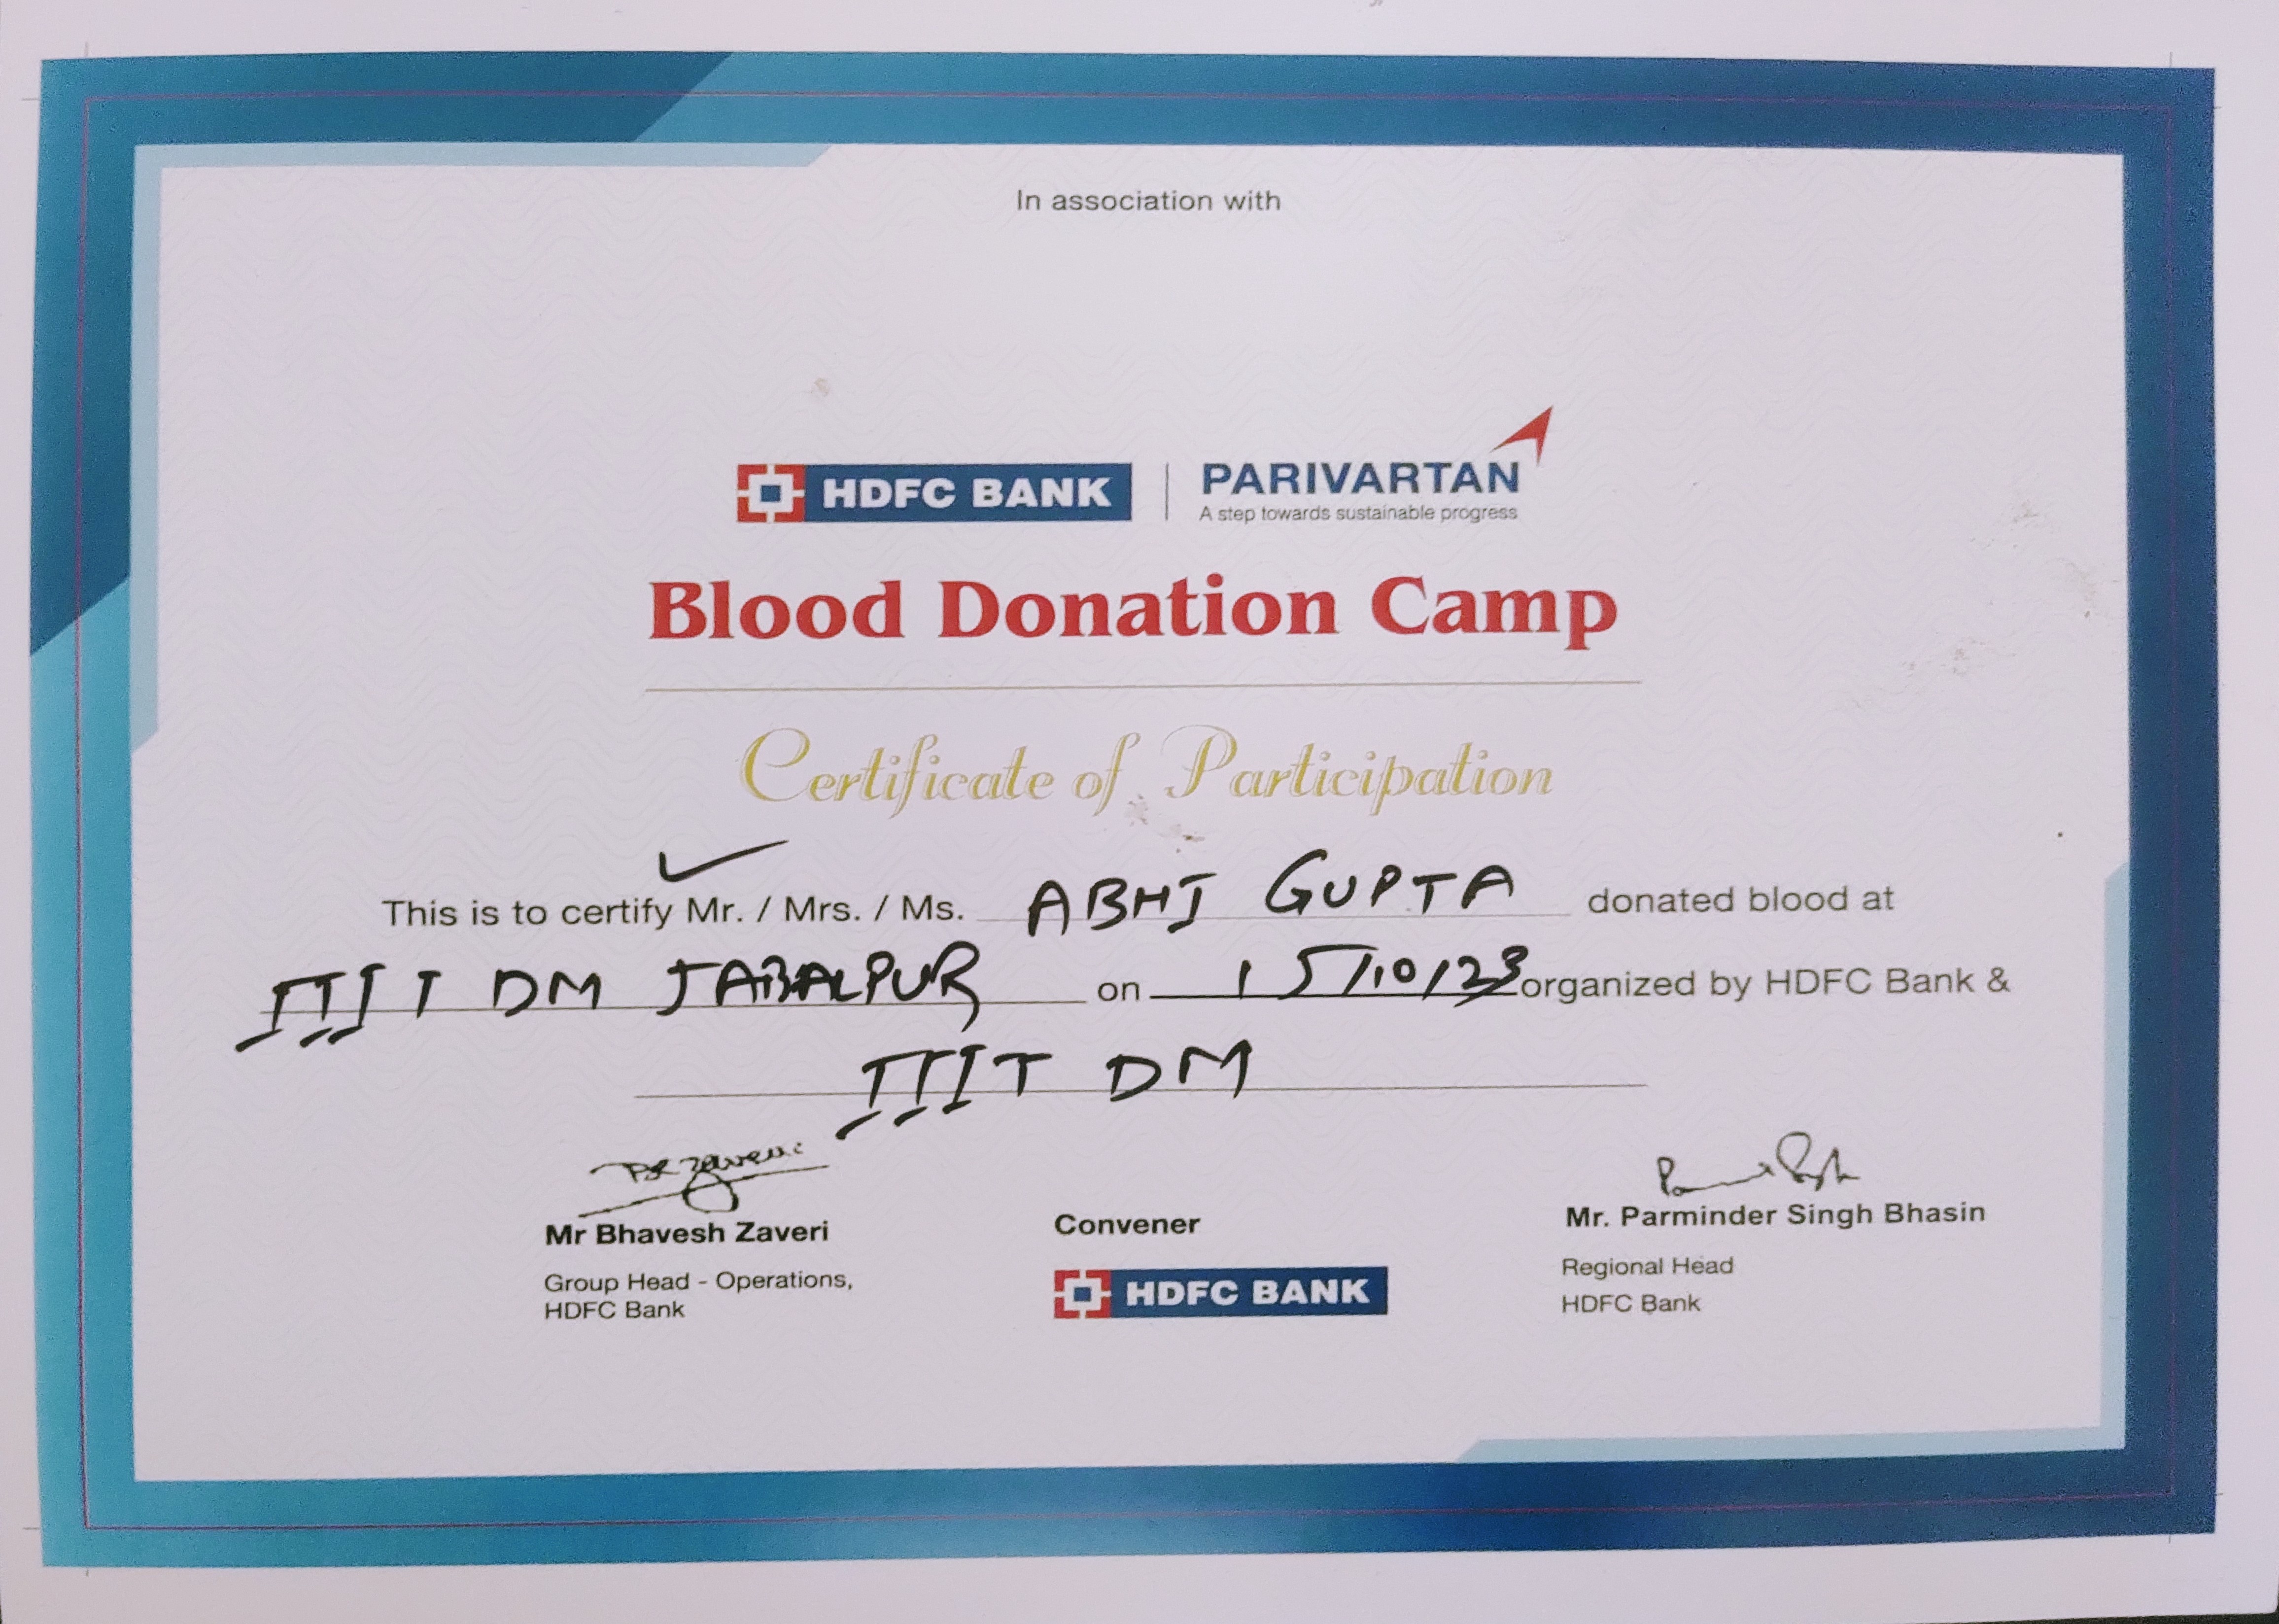 In association with
HDFC BANK | PARIVARTAN
A step towards sustainable progress
Blood Donation Camp
Certificate of Participation
This is to certify Mr. / Mrs. / Ms. ABHI GUPTA donated blood at
IIIT DM JABALPUR on 15/10/23 organized by HDFC Bank &
IIIT DM
Mr Bhavesh Zaveri
Group Head - Operations,
HDFC Bank
Convener
HDFC BANK
Mr. Parminder Singh Bhasin
Regional Head
HDFC Bank